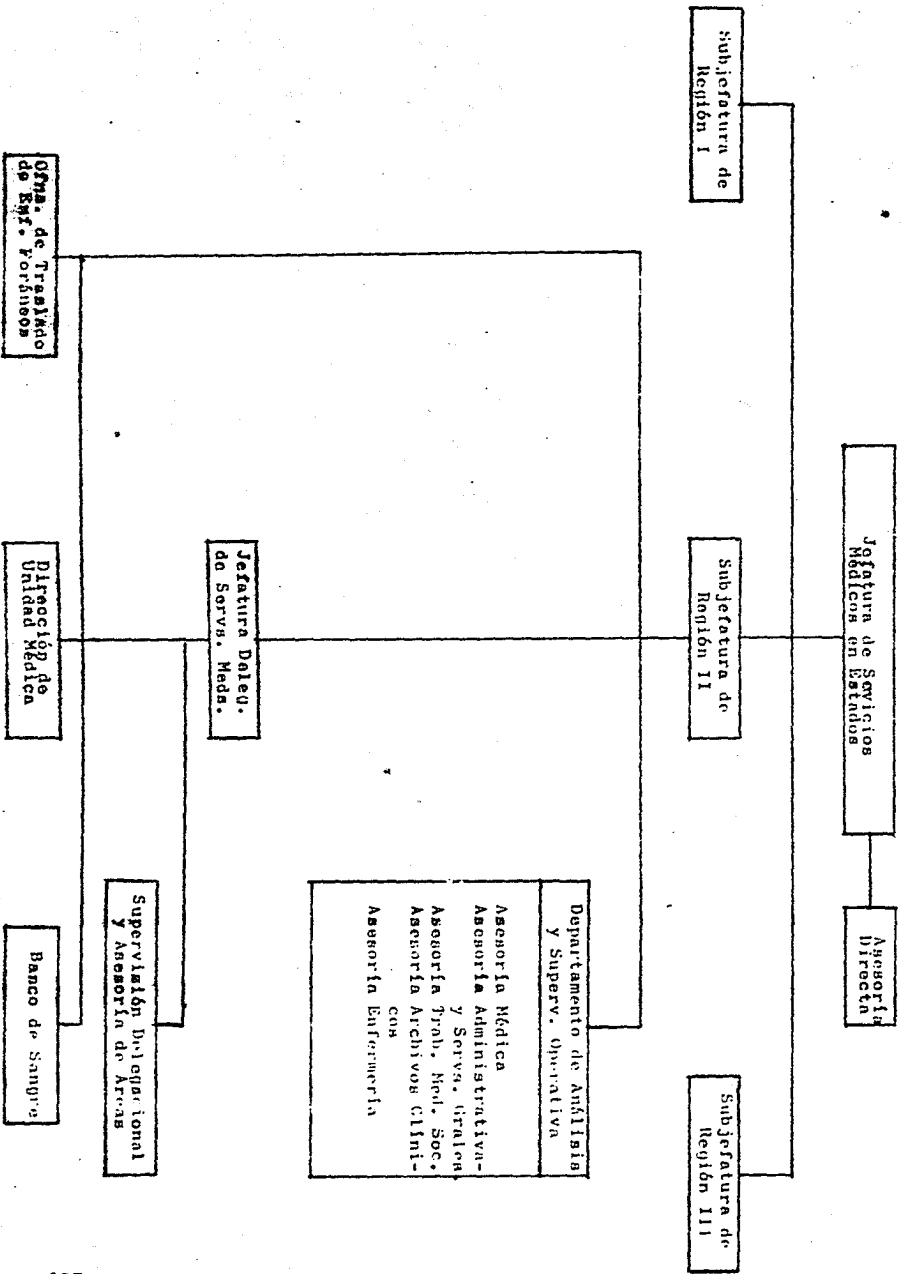 Jefatura de Sevicios
Médicos en Estados
Asesoría
Directa
Subjefatura de
Región I
Subjefatura de
Región II
Subjefatura de
Región III
Departamento de Análisis
y Superv. Operativa
Asesoría Médica
Asesoría Administrativa-
y Servs. Grales.
Asesoría Trab. Med. Soc.
Asesoría Archivos Clíni-
cos
Asesoría Enfermería
Jefatura Deleg.
de Servs. Meds.
Supervisión Delegacional
y Asesoría de Areas
Ofna. de Traslado
de Enf. Foráneos
Dirección de
Unidad Médica
Banco de Sangre